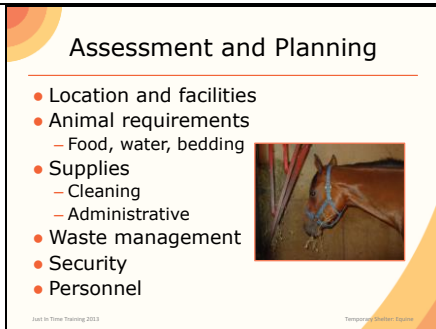 Assessment and Planning
● Location and facilities
● Animal requirements
– Food, water, bedding
● Supplies
– Cleaning
– Administrative
● Waste management
● Security
● Personnel
Just In Time Training 2013
Temporary Shelter: Equine